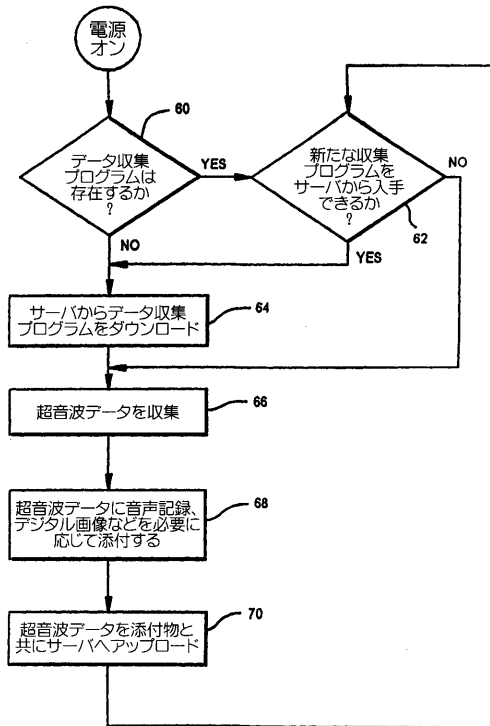 電源
オン
60
データ収集
プログラムは
存在するか
?
YES
NO
新たな収集
プログラムを
サーバから入手
できるか
?
NO
62
YES
サーバからデータ収集
プログラムをダウンロード
64
超音波データを収集
66
超音波データに音声記録、
デジタル画像などを必要に
応じて添付する
68
超音波データを添付物と
共にサーバへアップロード
70